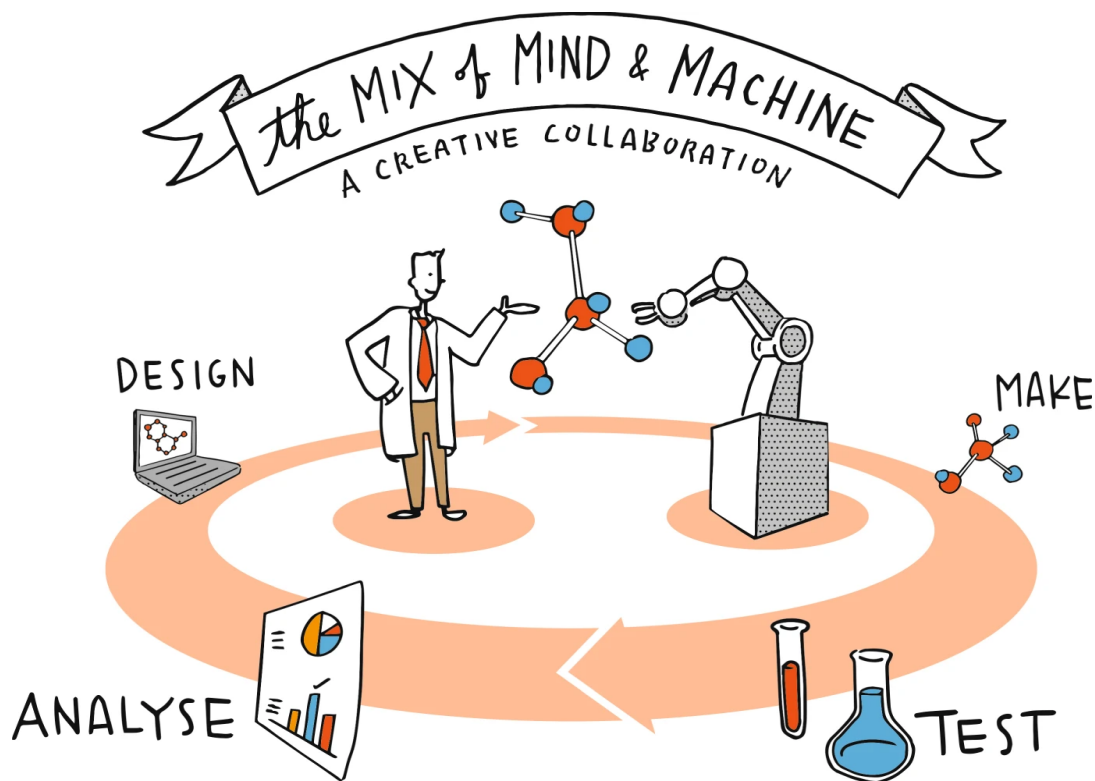 the MIX of MIND & MACHINE
A CREATIVE COLLABORATION
DESIGN
MAKE
ANALYSE
TEST